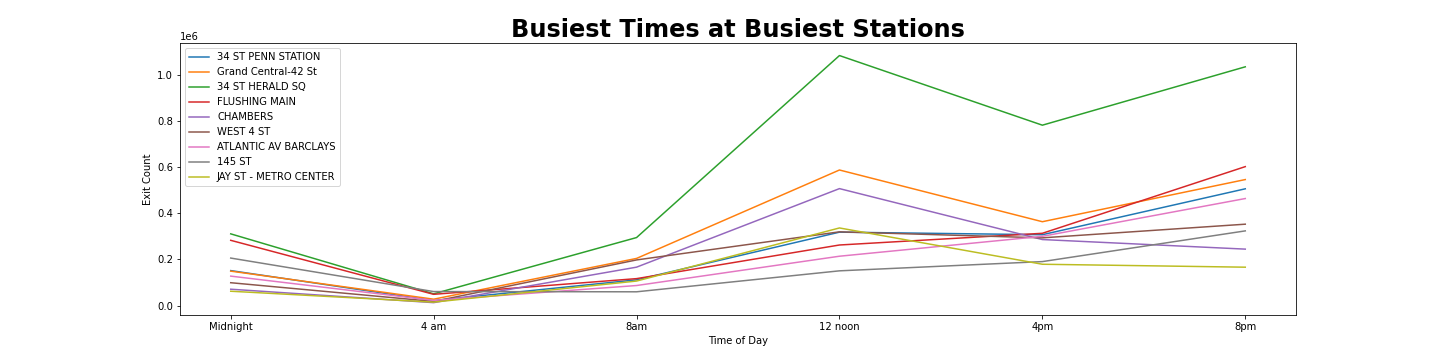 Busiest Times at Busiest Stations
1e6
34 ST PENN STATION
Grand Central-42 St
34 ST HERALD SQ
FLUSHING MAIN
CHAMBERS
WEST 4 ST
ATLANTIC AV BARCLAYS
145 ST
JAY ST - METRO CENTER
1.0
0.8
0.6
0.4
0.2
0.0
Exit Count
Midnight 4 am 8am 12 noon 4pm 8pm
Time of Day